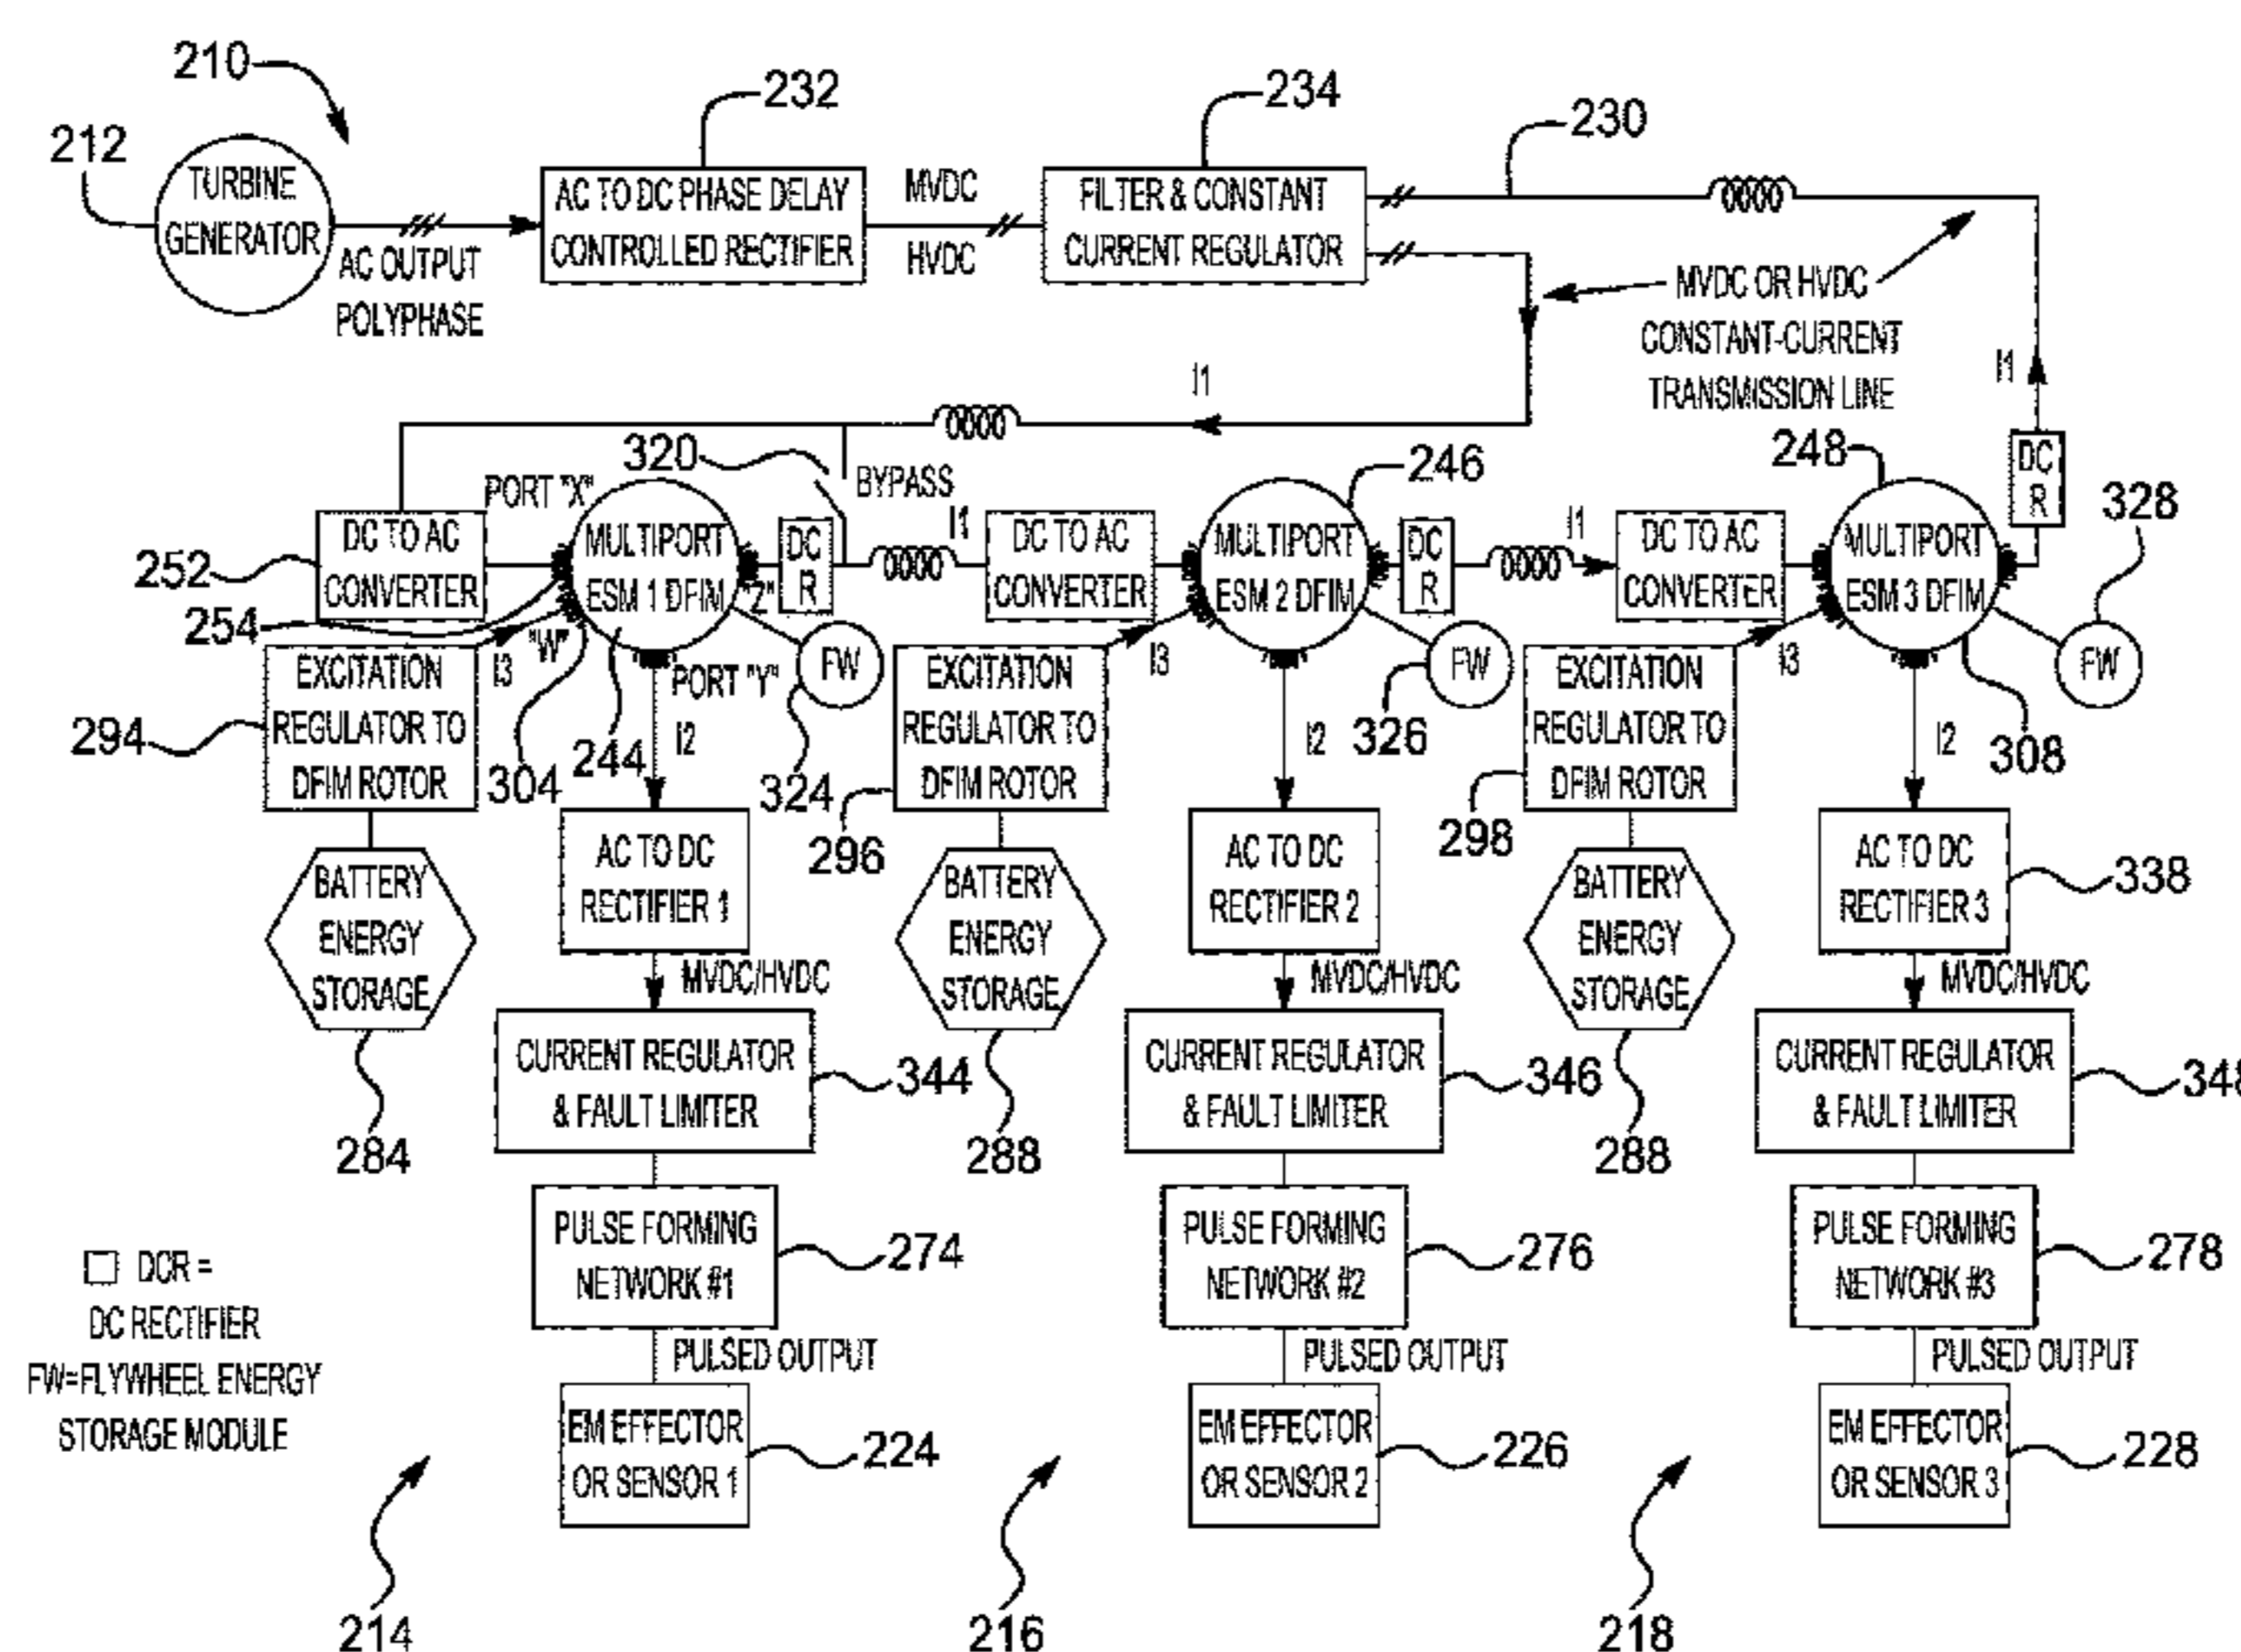 210
232
234
230
212
TURBINE
GENERATOR
AC OUTPUT
POLYPHASE
AC TO DC PHASE DELAY
CONTROLLED RECTIFIER
MVDC
HVDC
FILTER & CONSTANT
CURRENT REGULATOR
MVDC OR HVDC
CONSTANT-CURRENT
TRANSMISSION LINE
I1
I1
320
BYPASS
246
248
328
PORT "X"
DC TO AC
CONVERTER
252
254
MULTIPORT
ESM 1 DFIM
"Z"
DC
R
I1
DC TO AC
CONVERTER
MULTIPORT
ESM 2 DFIM
DC
R
I1
DC TO AC
CONVERTER
MULTIPORT
ESM 3 DFIM
DC
R
I3
"W"
304
244
PORT "Y"
I2
FW
324
I3
FW
326
I2
I3
FW
308
I2
294
EXCITATION
REGULATOR TO
DFIM ROTOR
296
EXCITATION
REGULATOR TO
DFIM ROTOR
298
EXCITATION
REGULATOR TO
DFIM ROTOR
BATTERY
ENERGY
STORAGE
284
AC TO DC
RECTIFIER 1
BATTERY
ENERGY
STORAGE
288
AC TO DC
RECTIFIER 2
BATTERY
ENERGY
STORAGE
288
AC TO DC
RECTIFIER 3
338
MVDC/HVDC
MVDC/HVDC
MVDC/HVDC
CURRENT REGULATOR
& FAULT LIMITER
344
CURRENT REGULATOR
& FAULT LIMITER
346
CURRENT REGULATOR
& FAULT LIMITER
348
PULSE FORMING
NETWORK #1
274
PULSE FORMING
NETWORK #2
276
PULSE FORMING
NETWORK #3
278
PULSED OUTPUT
PULSED OUTPUT
PULSED OUTPUT
EM EFFECTOR
OR SENSOR 1
224
EM EFFECTOR
OR SENSOR 2
226
EM EFFECTOR
OR SENSOR 3
228
DCR =
DC RECTIFIER
FW=FLYWHEEL ENERGY
STORAGE MODULE
214
216
218